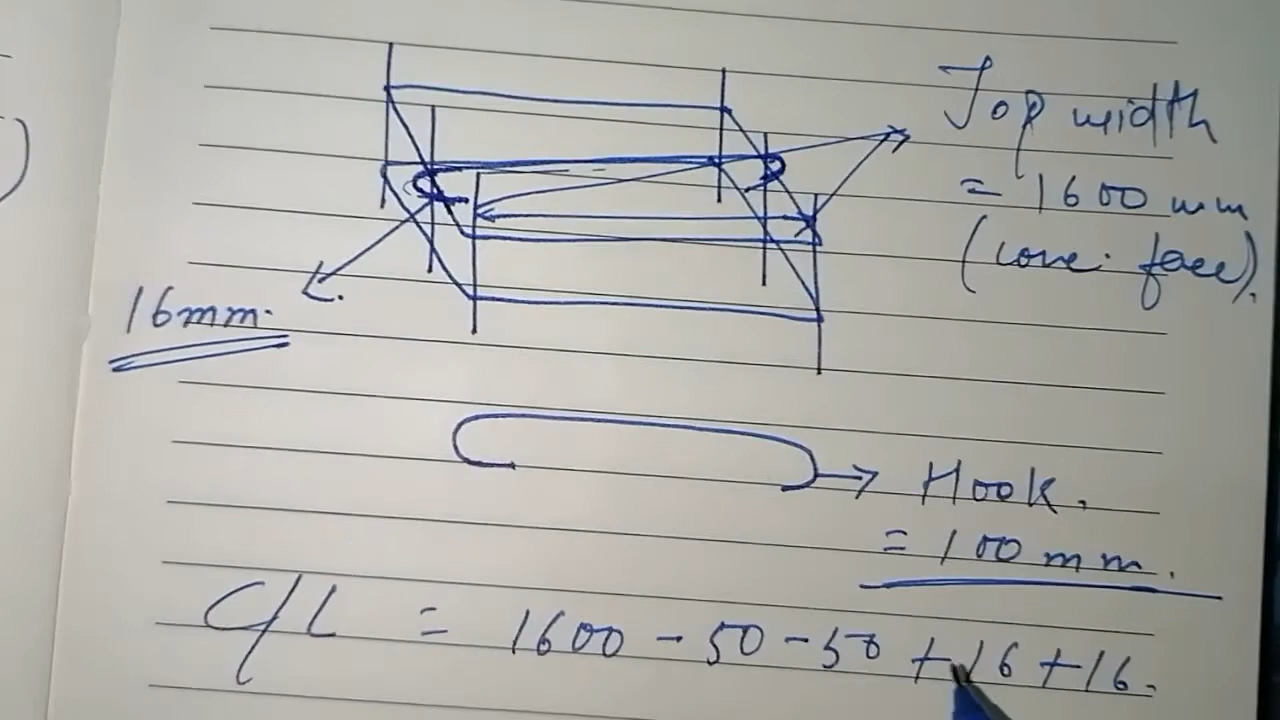 Top width
= 1600 mm
(conc. face).
16mm.
Hook.
= 100 mm.
C/L = 1600 - 50 - 50 + 16 + 16.